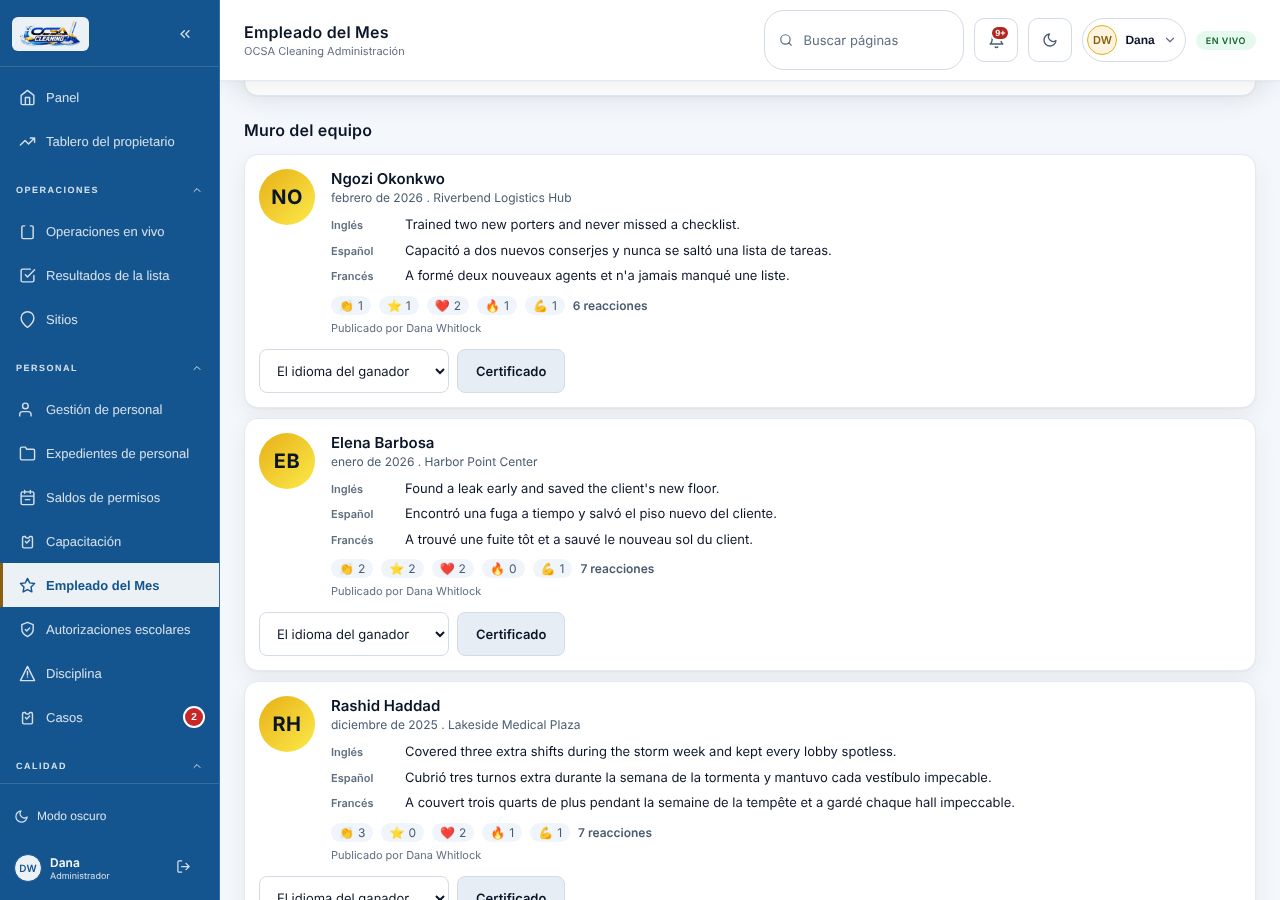 OCSA
CLEANING
Panel
Tablero del propietario
OPERACIONES
Operaciones en vivo
Resultados de la lista
Sitios
PERSONAL
Gestión de personal
Expedientes de personal
Saldos de permisos
Capacitación
Empleado del Mes
Autorizaciones escolares
Disciplina
Casos
2
CALIDAD
Modo oscuro
DW
Dana
Administrador
Empleado del Mes
OCSA Cleaning Administración
Buscar páginas
9+
DW
Dana
EN VIVO
Muro del equipo
NO
Ngozi Okonkwo
febrero de 2026 . Riverbend Logistics Hub
Inglés Trained two new porters and never missed a checklist.
Español Capacitó a dos nuevos conserjes y nunca se saltó una lista de tareas.
Francés A formé deux nouveaux agents et n'a jamais manqué une liste.
👏 1 ⭐ 1 ❤️ 2 🔥 1 💪 1 6 reacciones
Publicado por Dana Whitlock
El idioma del ganador Certificado
EB
Elena Barbosa
enero de 2026 . Harbor Point Center
Inglés Found a leak early and saved the client's new floor.
Español Encontró una fuga a tiempo y salvó el piso nuevo del cliente.
Francés A trouvé une fuite tôt et a sauvé le nouveau sol du client.
👏 2 ⭐ 2 ❤️ 2 🔥 0 💪 1 7 reacciones
Publicado por Dana Whitlock
El idioma del ganador Certificado
RH
Rashid Haddad
diciembre de 2025 . Lakeside Medical Plaza
Inglés Covered three extra shifts during the storm week and kept every lobby spotless.
Español Cubrió tres turnos extra durante la semana de la tormenta y mantuvo cada vestíbulo impecable.
Francés A couvert trois quarts de plus pendant la semaine de la tempête et a gardé chaque hall impeccable.
👏 3 ⭐ 0 ❤️ 2 🔥 1 💪 1 7 reacciones
Publicado por Dana Whitlock
El idioma del ganador Certificado